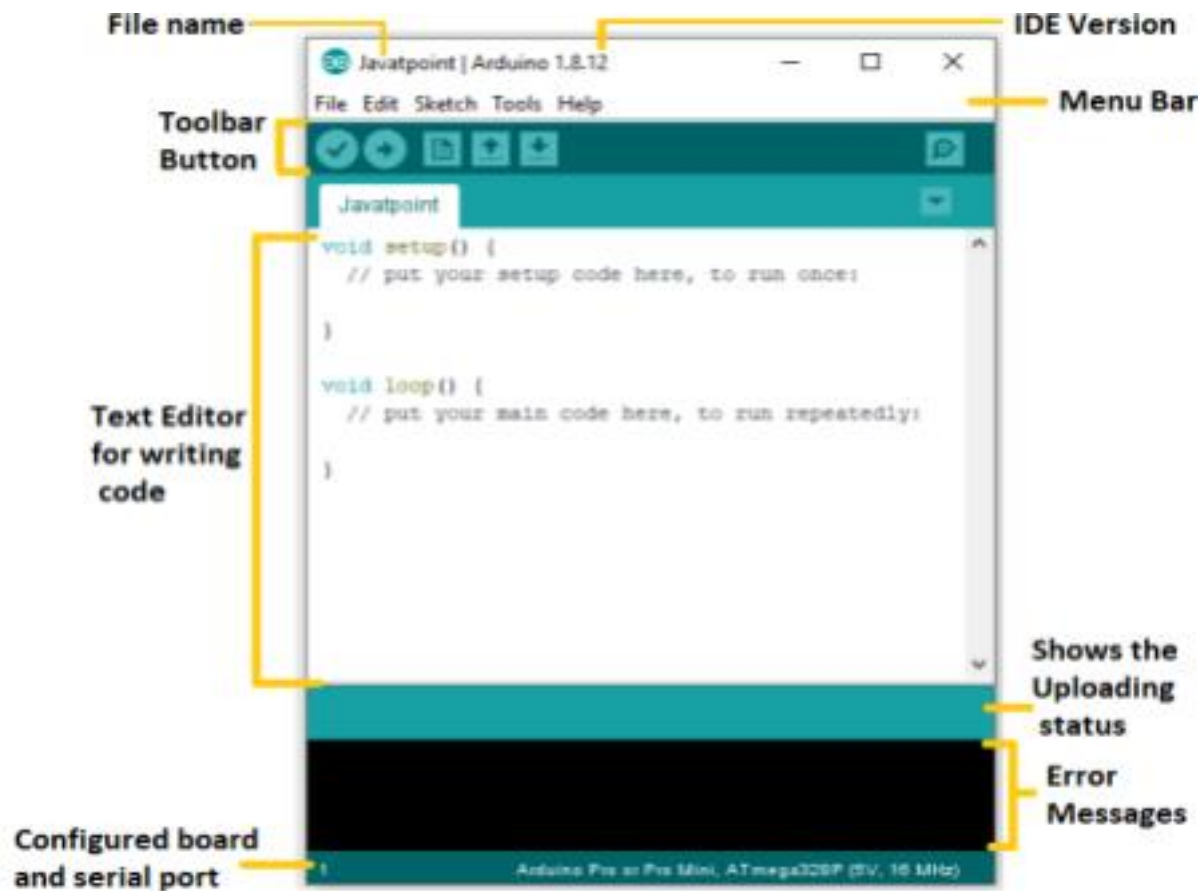 File name
IDE Version
Javatpoint | Arduino 1.8.12
File Edit Sketch Tools Help
Menu Bar
Toolbar
Button
Javatpoint
void setup() {
// put your setup code here, to run once:
}
void loop() {
// put your main code here, to run repeatedly:
}
Text Editor
for writing
code
Shows the
Uploading
status
Error
Messages
Configured board
and serial port
1
Arduino Pro or Pro Mini, ATmega328P (5V, 16 MHz)